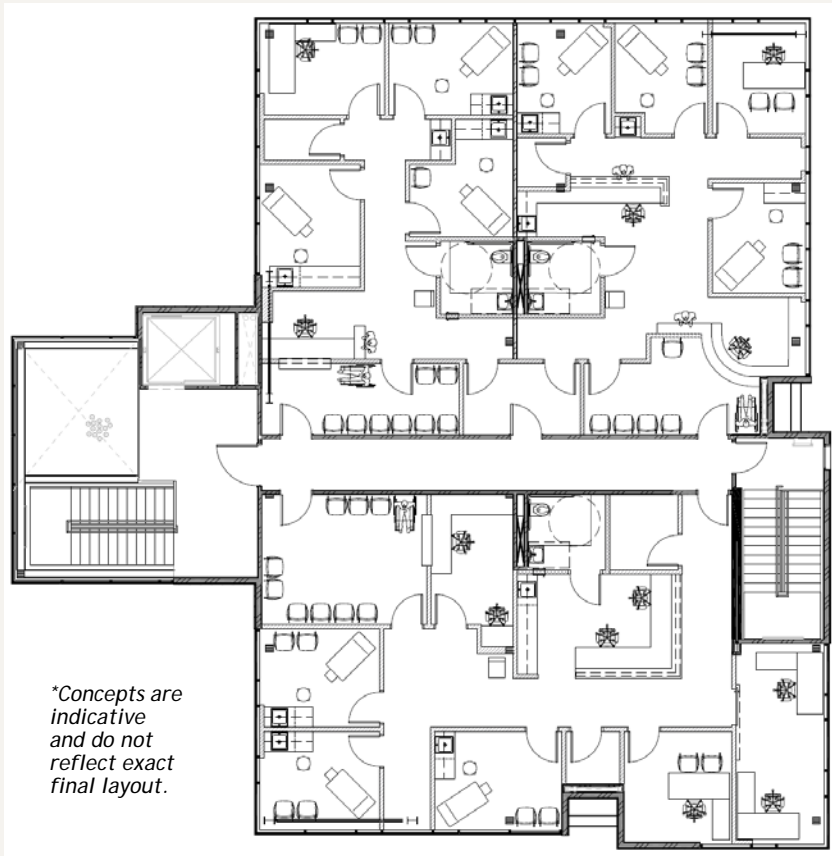 *Concepts are
indicative
and do not
reflect exact
final layout.